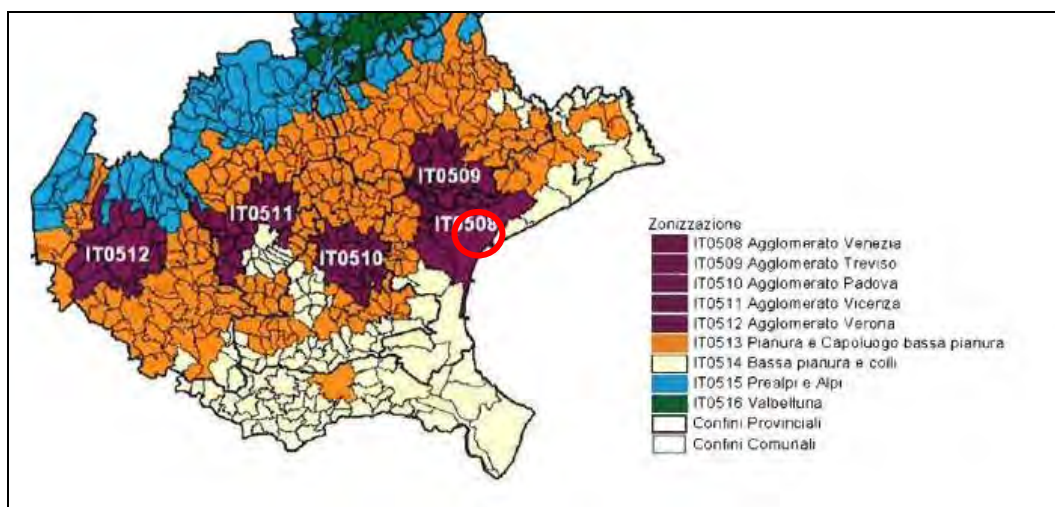 IT0509
IT0511
IT0508
IT0512
IT0510
Zonizzazione
IT0508 Agglomerato Venezia
IT0509 Agglomerato Treviso
IT0510 Agglomerato Padova
IT0511 Agglomerato Vicenza
IT0512 Agglomerato Verona
IT0513 Pianura e Capoluogo bassa pianura
IT0514 Bassa pianura e colli
IT0515 Prealpi e Alpi
IT0516 Valbelluna
Confini Provinciali
Confini Comunali